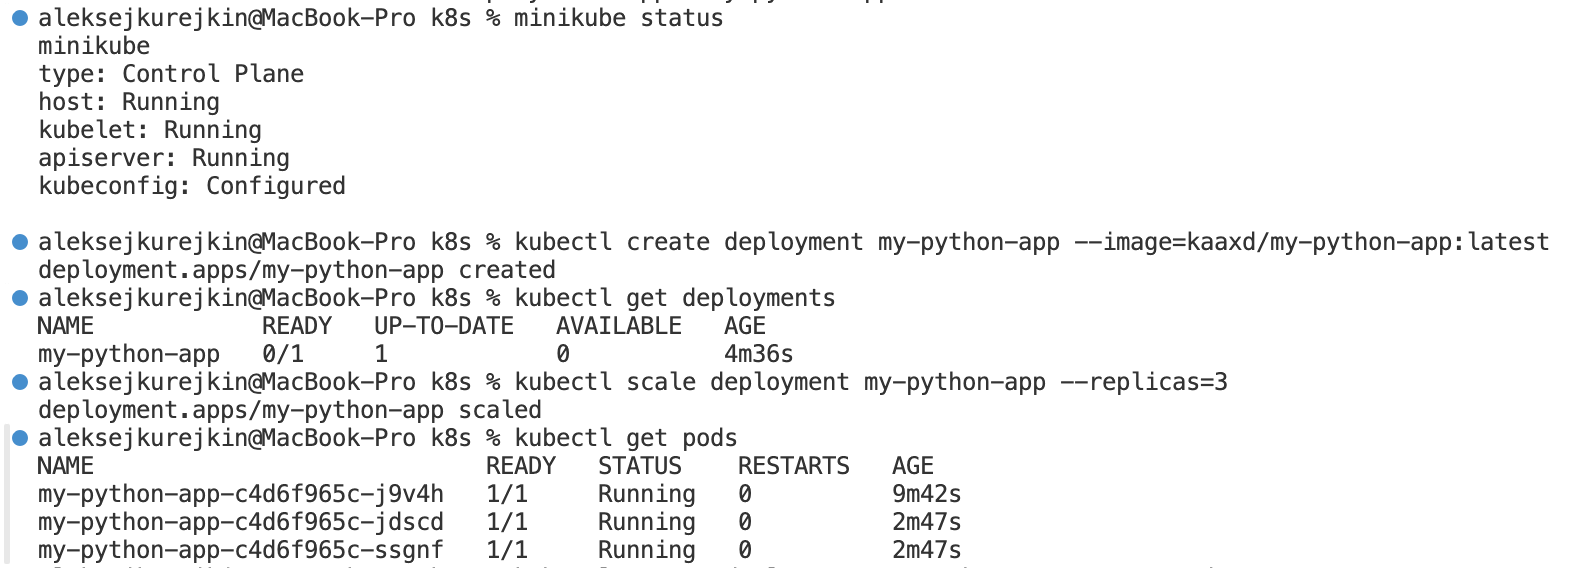 aleksejkurejkin@MacBook-Pro k8s % minikube status
minikube
type: Control Plane
host: Running
kubelet: Running
apiserver: Running
kubeconfig: Configured
aleksejkurejkin@MacBook-Pro k8s % kubectl create deployment my-python-app --image=kaaxd/my-python-app:latest
deployment.apps/my-python-app created
aleksejkurejkin@MacBook-Pro k8s % kubectl get deployments
NAME READY UP-TO-DATE AVAILABLE AGE
my-python-app 0/1 1 0 4m36s
aleksejkurejkin@MacBook-Pro k8s % kubectl scale deployment my-python-app --replicas=3
deployment.apps/my-python-app scaled
aleksejkurejkin@MacBook-Pro k8s % kubectl get pods
NAME READY STATUS RESTARTS AGE
my-python-app-c4d6f965c-j9v4h 1/1 Running 0 9m42s
my-python-app-c4d6f965c-jdscd 1/1 Running 0 2m47s
my-python-app-c4d6f965c-ssgnf 1/1 Running 0 2m47s